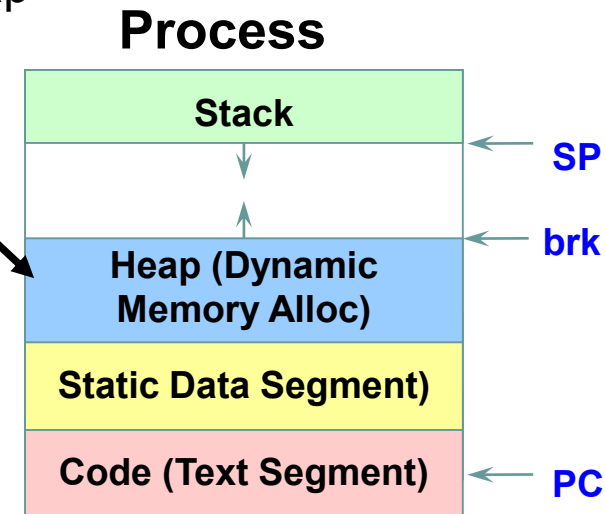 Process
Stack
SP
brk
Heap (Dynamic
Memory Alloc)
Static Data Segment)
Code (Text Segment)
PC